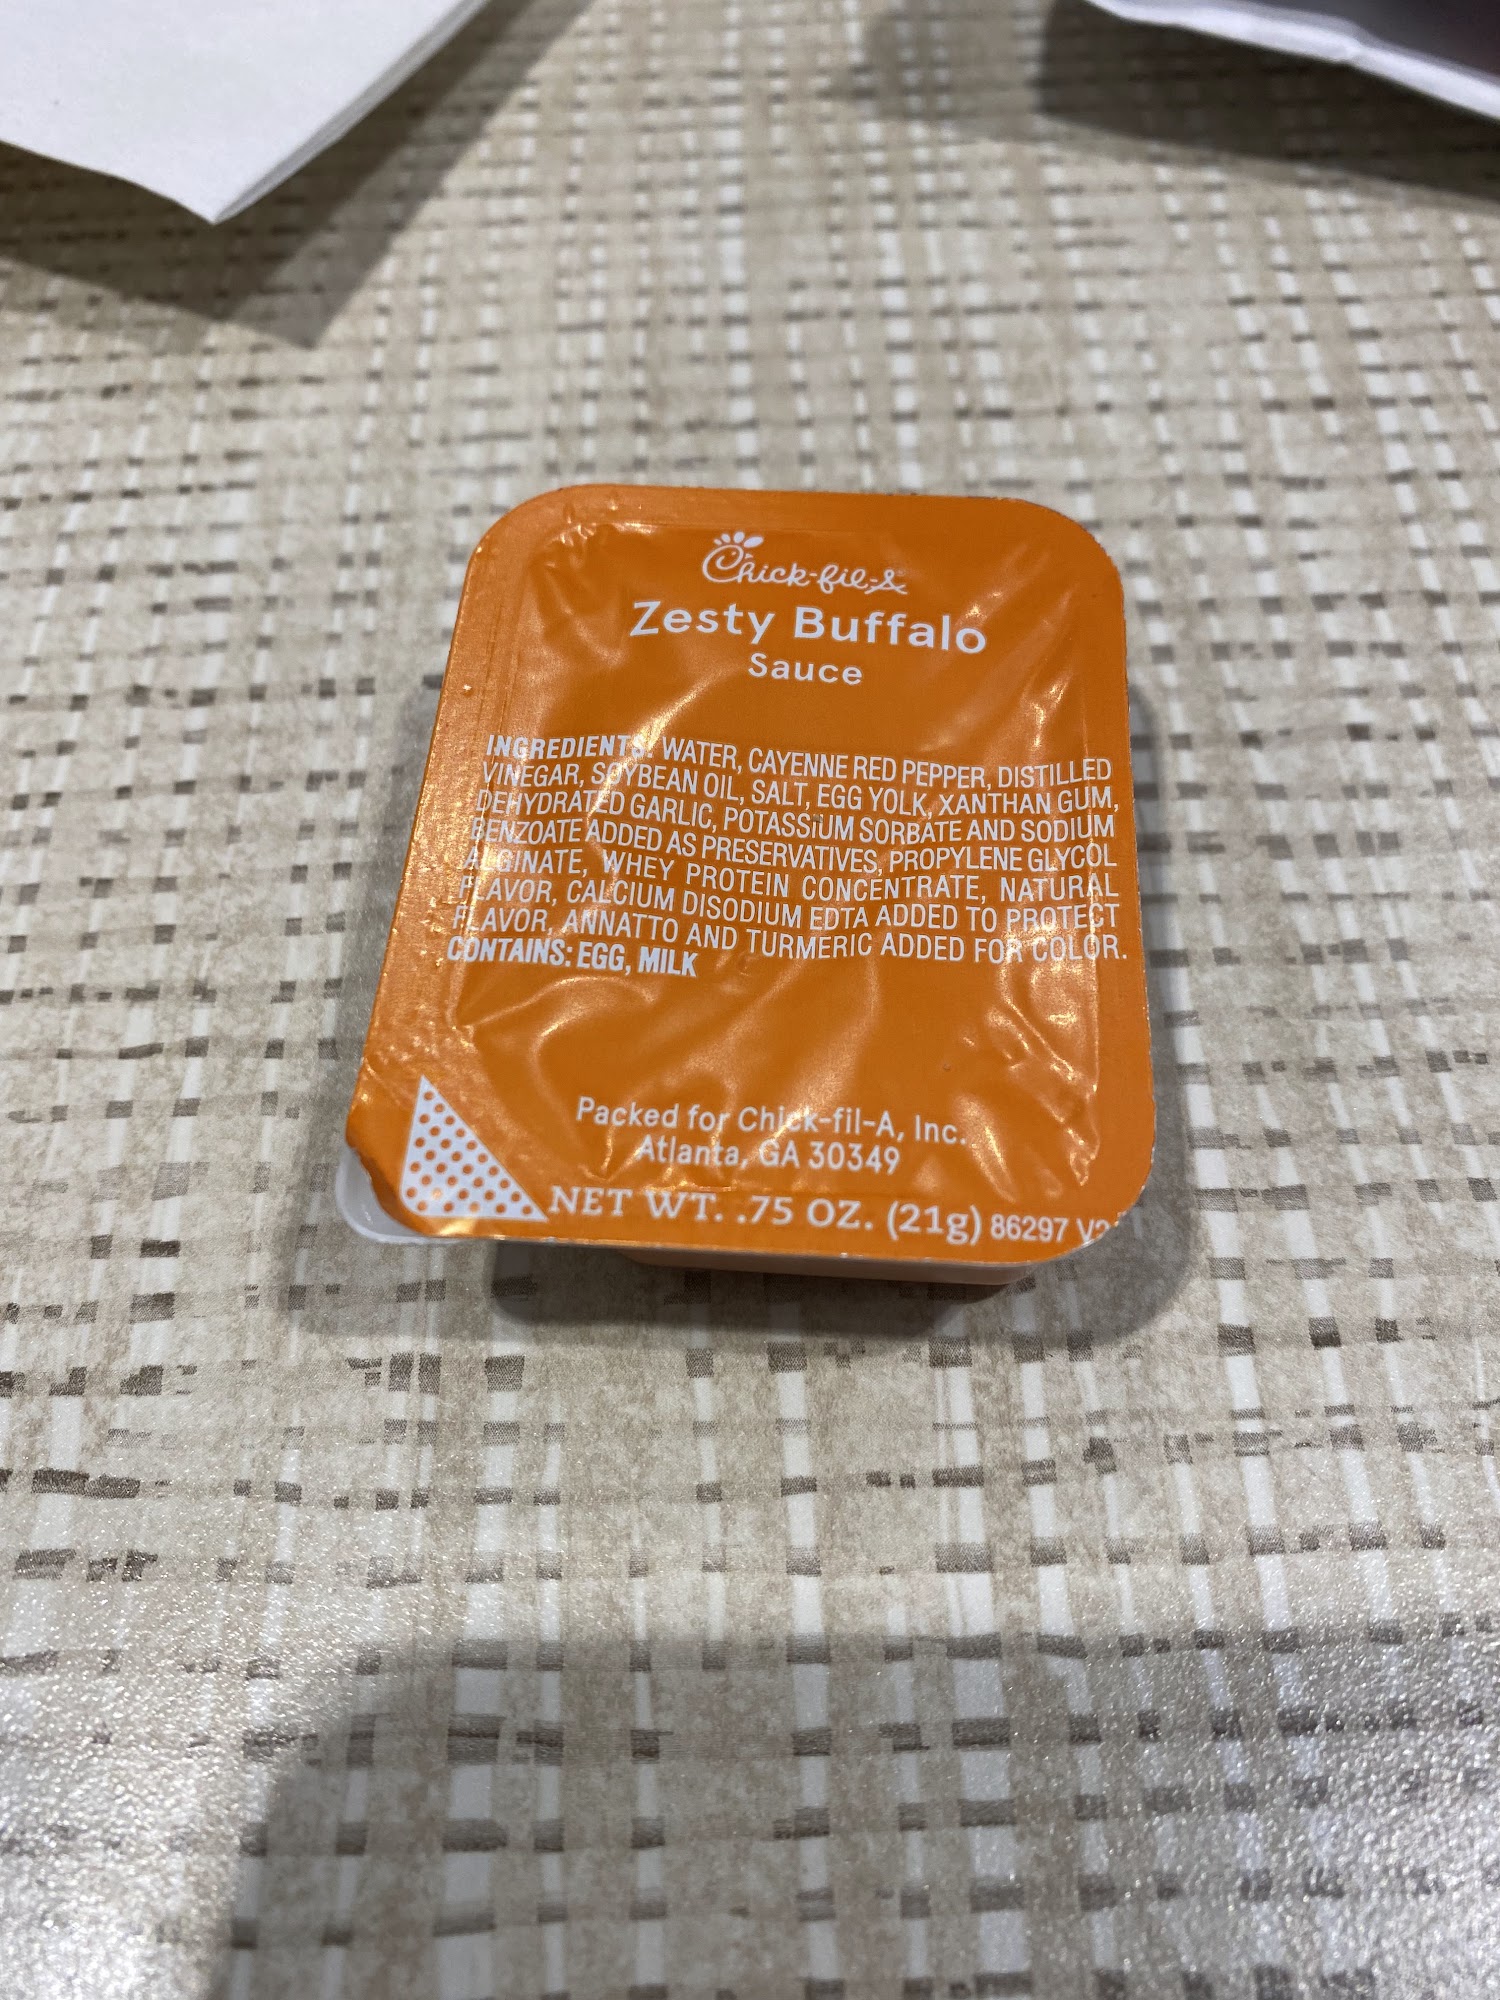 Chick-fil-A
Zesty Buffalo
Sauce
INGREDIENTS: WATER, CAYENNE RED PEPPER, DISTILLED
VINEGAR, SOYBEAN OIL, SALT, EGG YOLK, XANTHAN GUM,
DEHYDRATED GARLIC, POTASSIUM SORBATE AND SODIUM
BENZOATE ADDED AS PRESERVATIVES, PROPYLENE GLYCOL
ALGINATE, WHEY PROTEIN CONCENTRATE, NATURAL
FLAVOR, CALCIUM DISODIUM EDTA ADDED TO PROTECT
FLAVOR, ANNATTO AND TURMERIC ADDED FOR COLOR.
CONTAINS: EGG, MILK
Packed for Chick-fil-A, Inc.
Atlanta, GA 30349
NET WT. .75 OZ. (21g) 86297